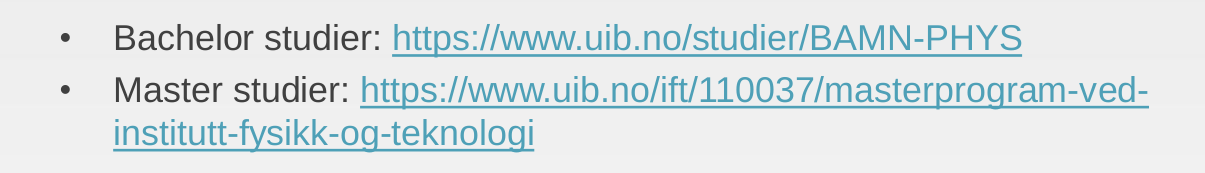 • Bachelor studier: https://www.uib.no/studier/BAMN-PHYS
• Master studier: https://www.uib.no/ift/110037/masterprogram-ved-
institutt-fysikk-og-teknologi